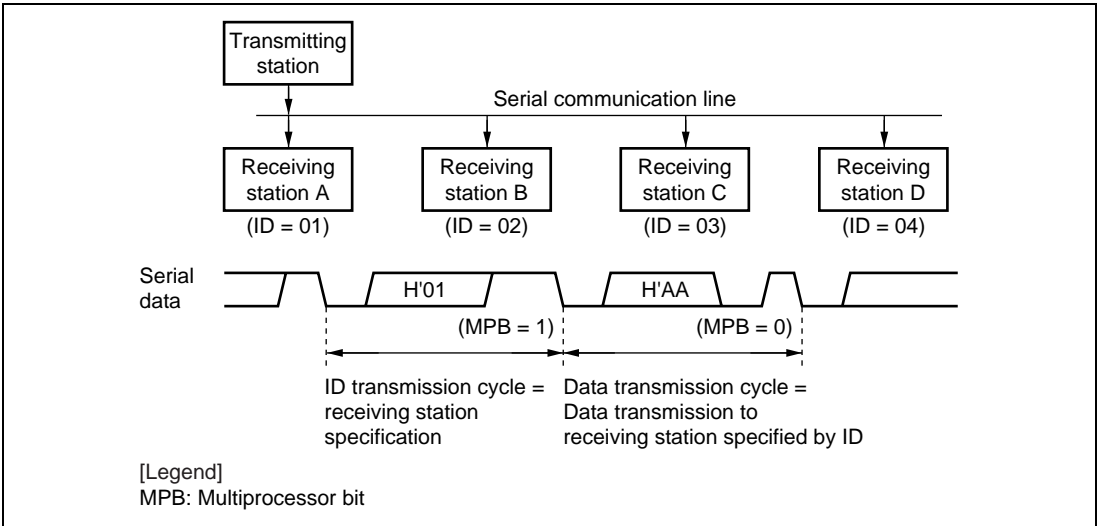 Transmitting
station
Serial communication line
Receiving
station A
Receiving
station B
Receiving
station C
Receiving
station D
(ID = 01)
(ID = 02)
(ID = 03)
(ID = 04)
Serial
data
H'01
H'AA
(MPB = 1)
(MPB = 0)
ID transmission cycle =
receiving station
specification
Data transmission cycle =
Data transmission to
receiving station specified by ID
[Legend]
MPB: Multiprocessor bit